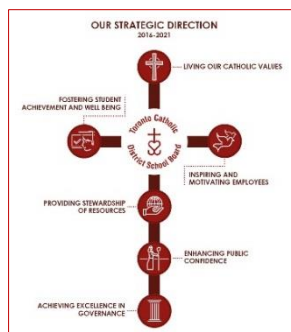 OUR STRATEGIC DIRECTION
2016-2021
LIVING OUR CATHOLIC VALUES
FOSTERING STUDENT
ACHIEVEMENT AND WELL BEING
Toronto Catholic
District School Board
INSPIRING AND
MOTIVATING EMPLOYEES
PROVIDING STEWARDSHIP
OF RESOURCES
ENHANCING PUBLIC
CONFIDENCE
ACHIEVING EXCELLENCE IN
GOVERNANCE